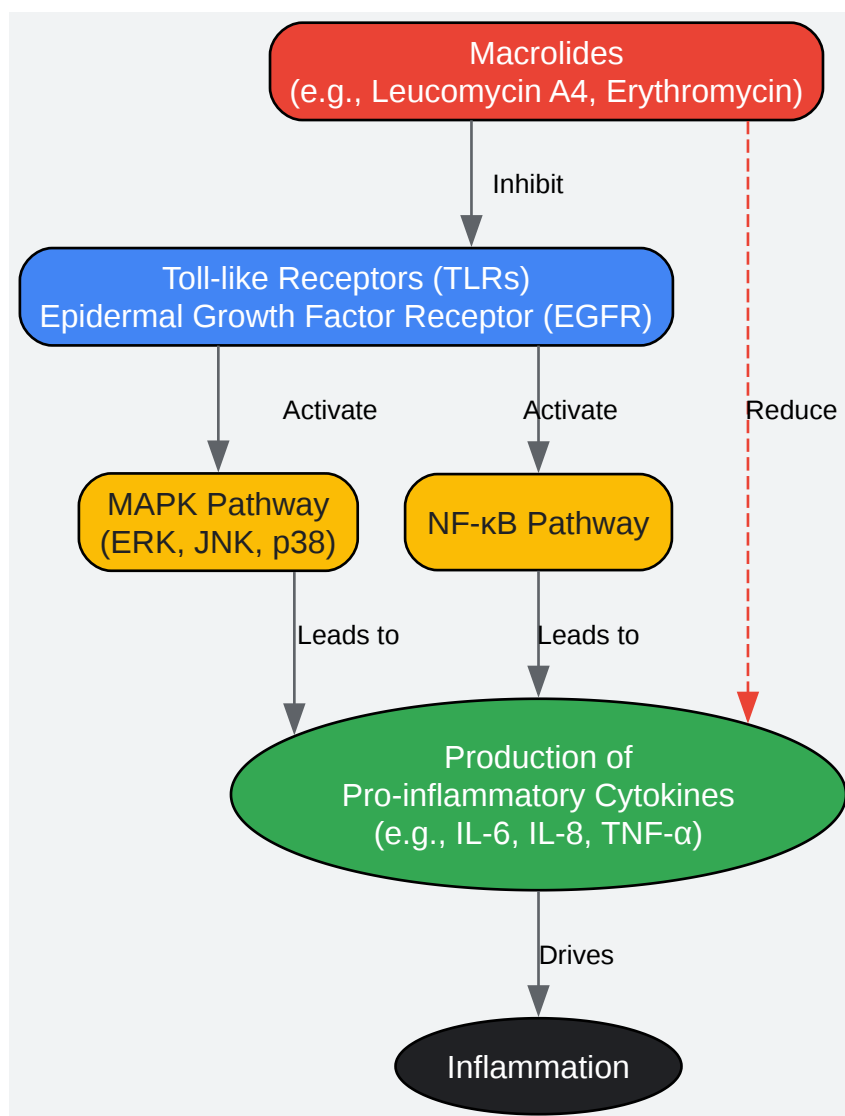 Macrolides
(e.g., Leucomycin A4, Erythromycin)
Inhibit
Toll-like Receptors (TLRs)
Epidermal Growth Factor Receptor (EGFR)
Activate
Activate
Reduce
MAPK Pathway
(ERK, JNK, p38)
NF-κB Pathway
Leads to
Leads to
Production of
Pro-inflammatory Cytokines
(e.g., IL-6, IL-8, TNF-α)
Drives
Inflammation